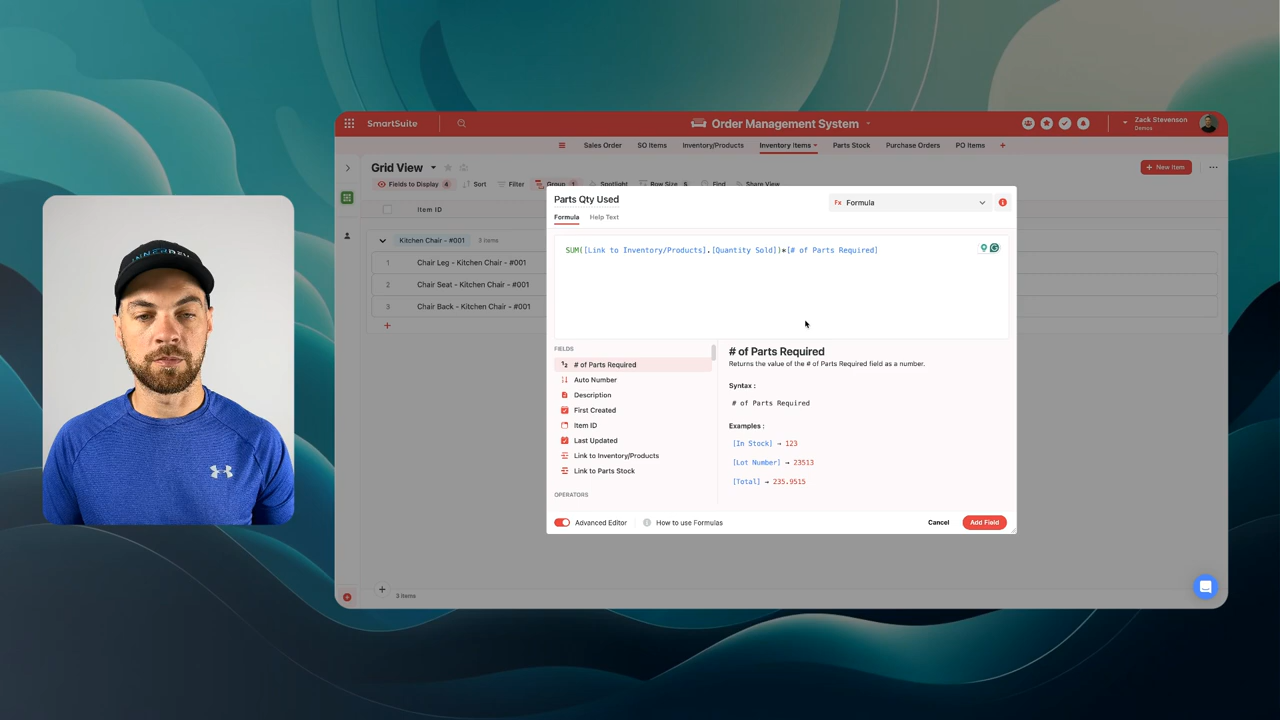 SmartSuite
Order Management System
Zack Stevenson
Demos
Sales Order
SO Items
Inventory/Products
Inventory Items
Parts Stock
Purchase Orders
PO Items
Grid View
New Item
Fields to Display 4
Sort
Filter
Group 1
Spotlight
Row Size 5
Find
Share View
Item ID
Kitchen Chair - #001
3 items
1 Chair Leg - Kitchen Chair - #001
2 Chair Seat - Kitchen Chair - #001
3 Chair Back - Kitchen Chair - #001
3 items
Parts Qty Used
Fx Formula
Formula
Help Text
SUM([Link to Inventory/Products].[Quantity Sold])*[# of Parts Required]
FIELDS
# of Parts Required
Auto Number
Description
First Created
Item ID
Last Updated
Link to Inventory/Products
Link to Parts Stock
OPERATORS
# of Parts Required
Returns the value of the # of Parts Required field as a number.
Syntax :
# of Parts Required
Examples :
[In Stock] → 123
[Lot Number] → 23513
[Total] → 235.9515
Advanced Editor
How to use Formulas
Cancel
Add Field